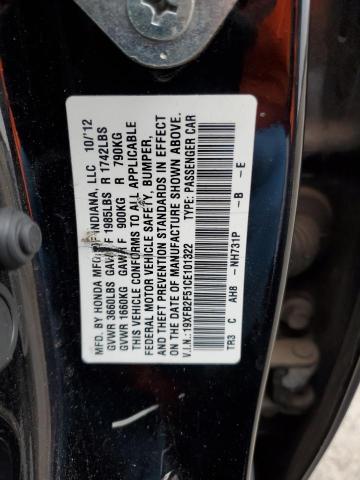 MFD. BY HONDA MFG. OF INDIANA, LLC 10/'12
GVWR 3660LBS GAWR F 1985LBS R 1742LBS
GVWR 1660KG GAWR F 900KG R 790KG
THIS VEHICLE CONFORMS TO ALL APPLICABLE
FEDERAL MOTOR VEHICLE SAFETY, BUMPER,
AND THEFT PREVENTION STANDARDS IN EFFECT
ON THE DATE OF MANUFACTURE SHOWN ABOVE.
V.I.N.: 19XFB2F51CE101322 TYPE: PASSENGER CAR
TR3 C AH8 -NH731P -B -E